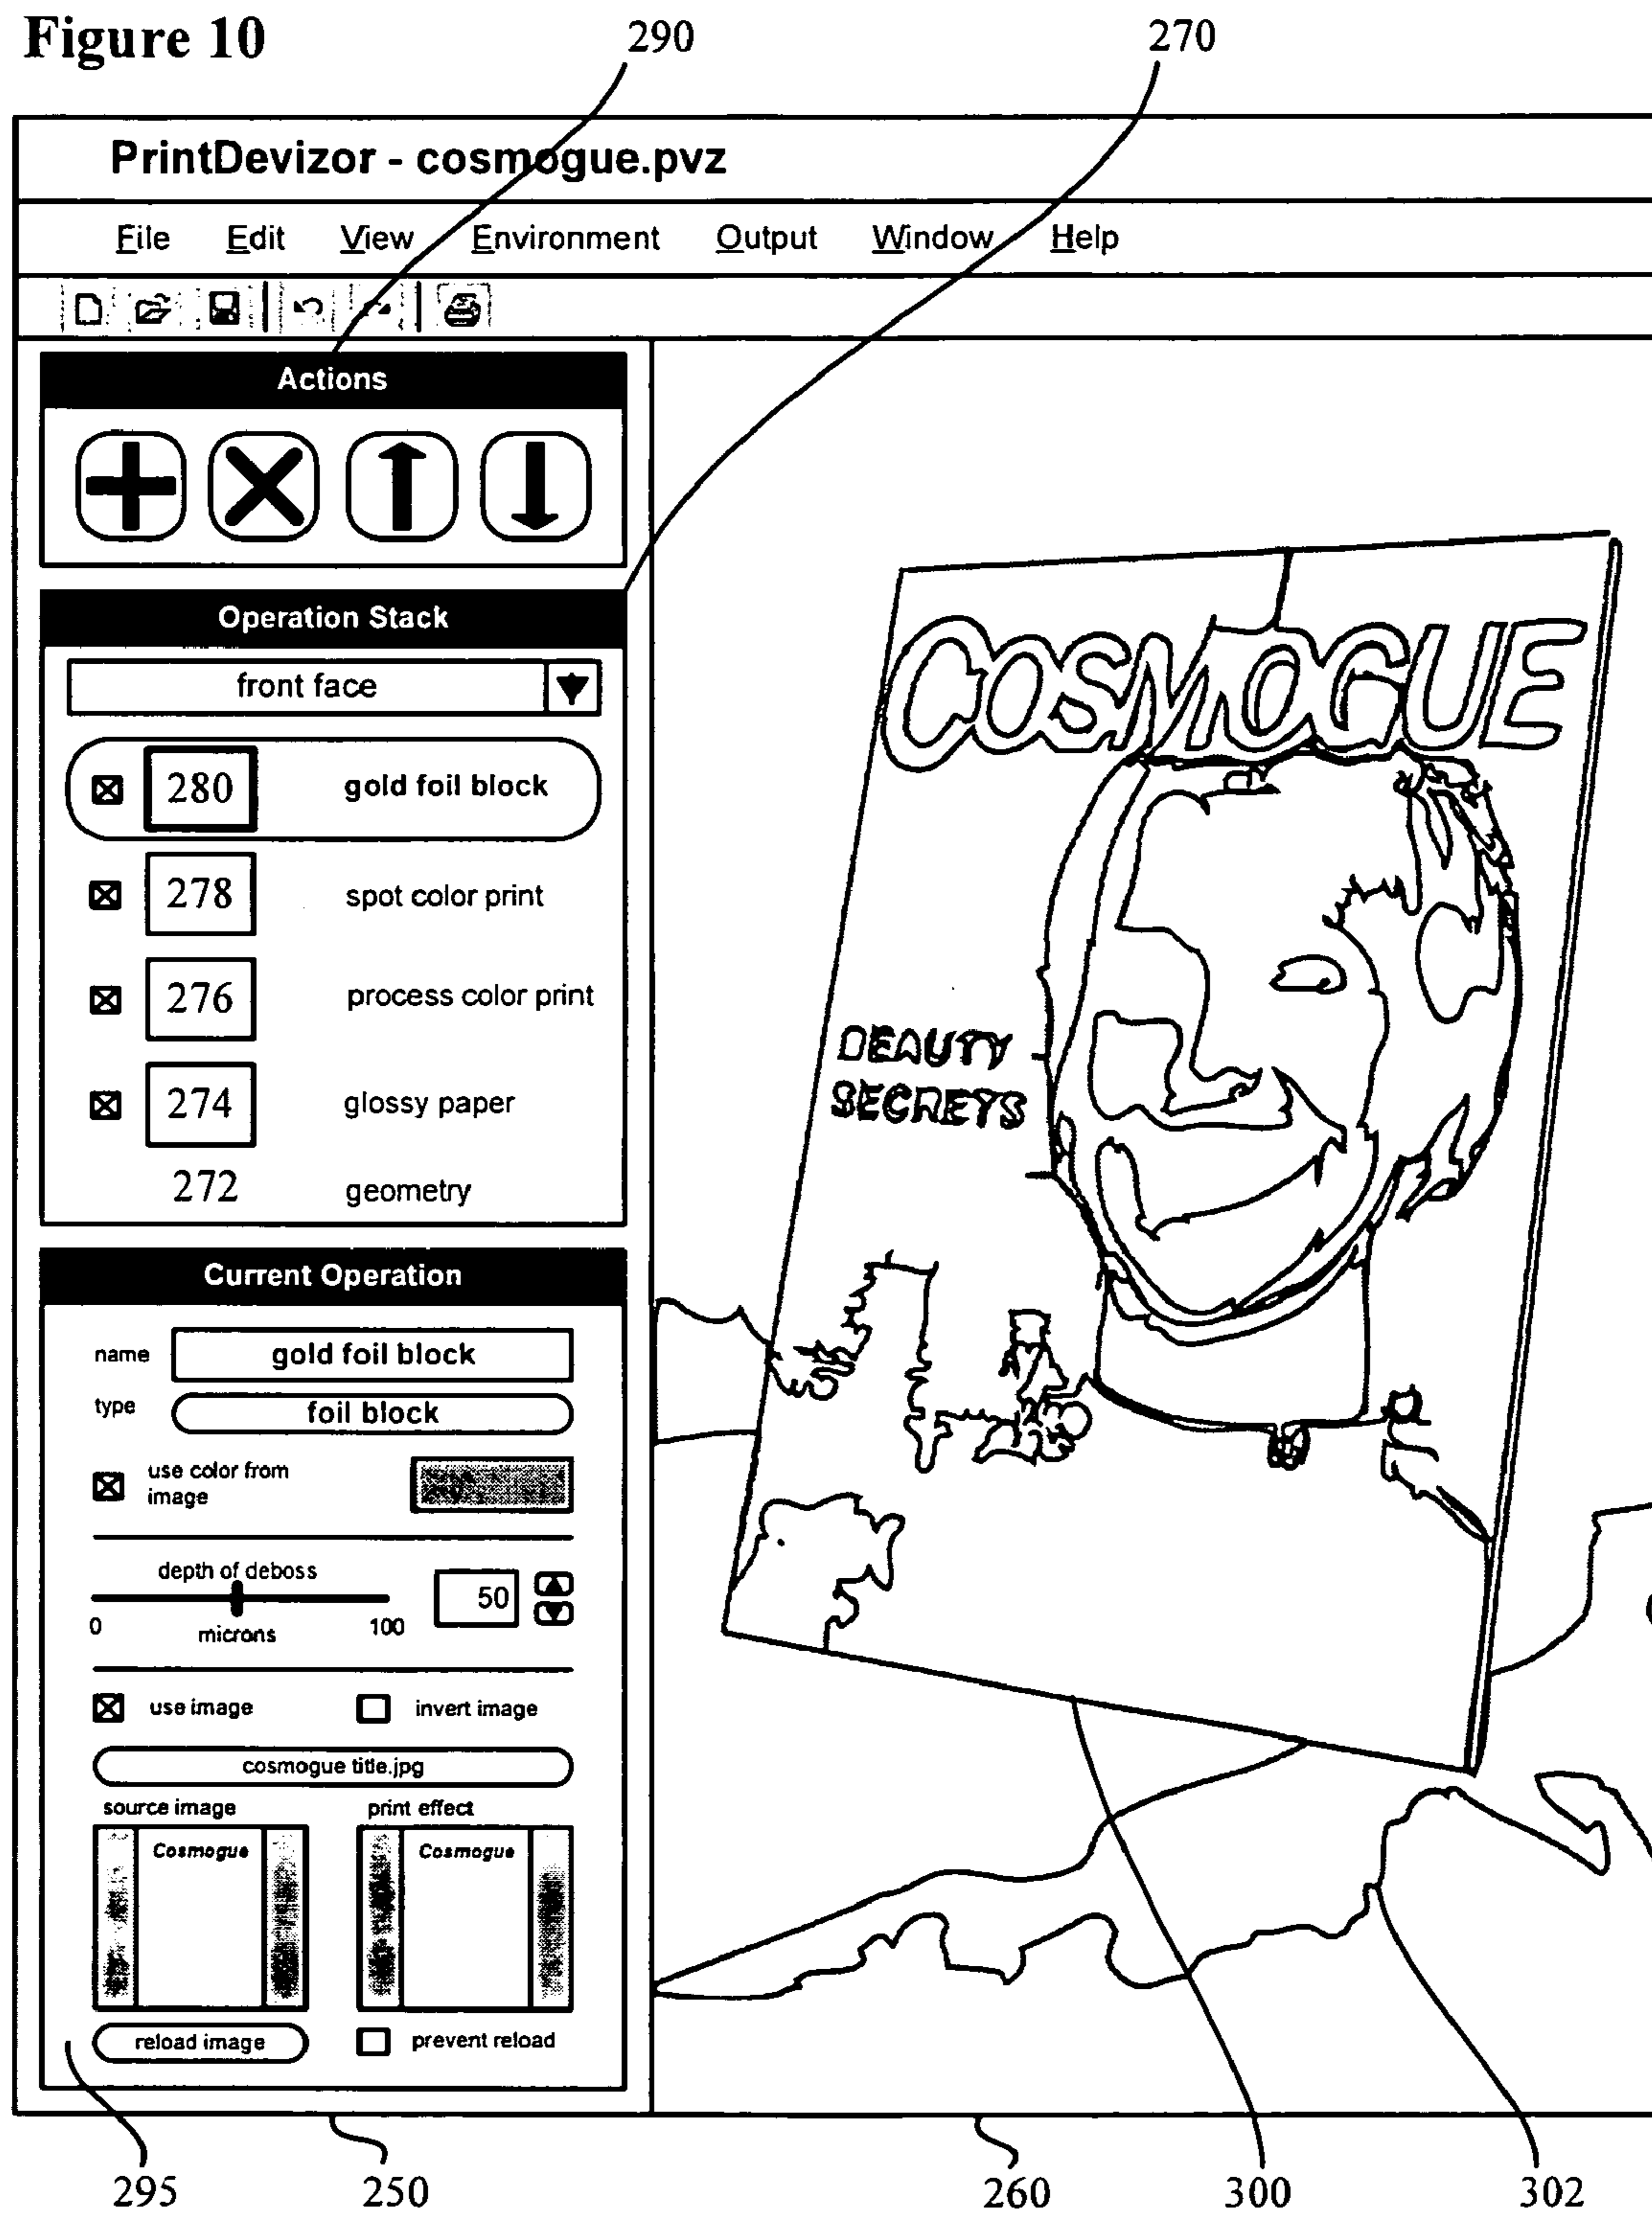 Figure 10
290
270
PrintDevizor - cosmogue.pvz
File Edit View Environment Output Window Help
Actions
Operation Stack
front face
280 gold foil block
278 spot color print
276 process color print
274 glossy paper
272 geometry
Current Operation
name gold foil block
type foil block
use color from
image
depth of deboss
50
0 microns 100
use image invert image
cosmogue title.jpg
source image print effect
Cosmogue Cosmogue
reload image prevent reload
COSMOGUE
BEAUTY
SECRETS
295 250 260 300 302